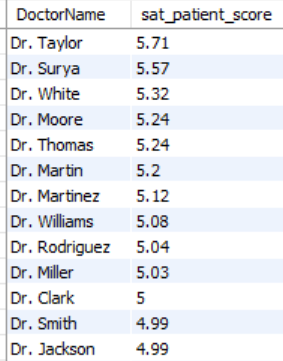 DoctorName sat_patient_score
Dr. Taylor 5.71
Dr. Surya 5.57
Dr. White 5.32
Dr. Moore 5.24
Dr. Thomas 5.24
Dr. Martin 5.2
Dr. Martinez 5.12
Dr. Williams 5.08
Dr. Rodriguez 5.04
Dr. Miller 5.03
Dr. Clark 5
Dr. Smith 4.99
Dr. Jackson 4.99